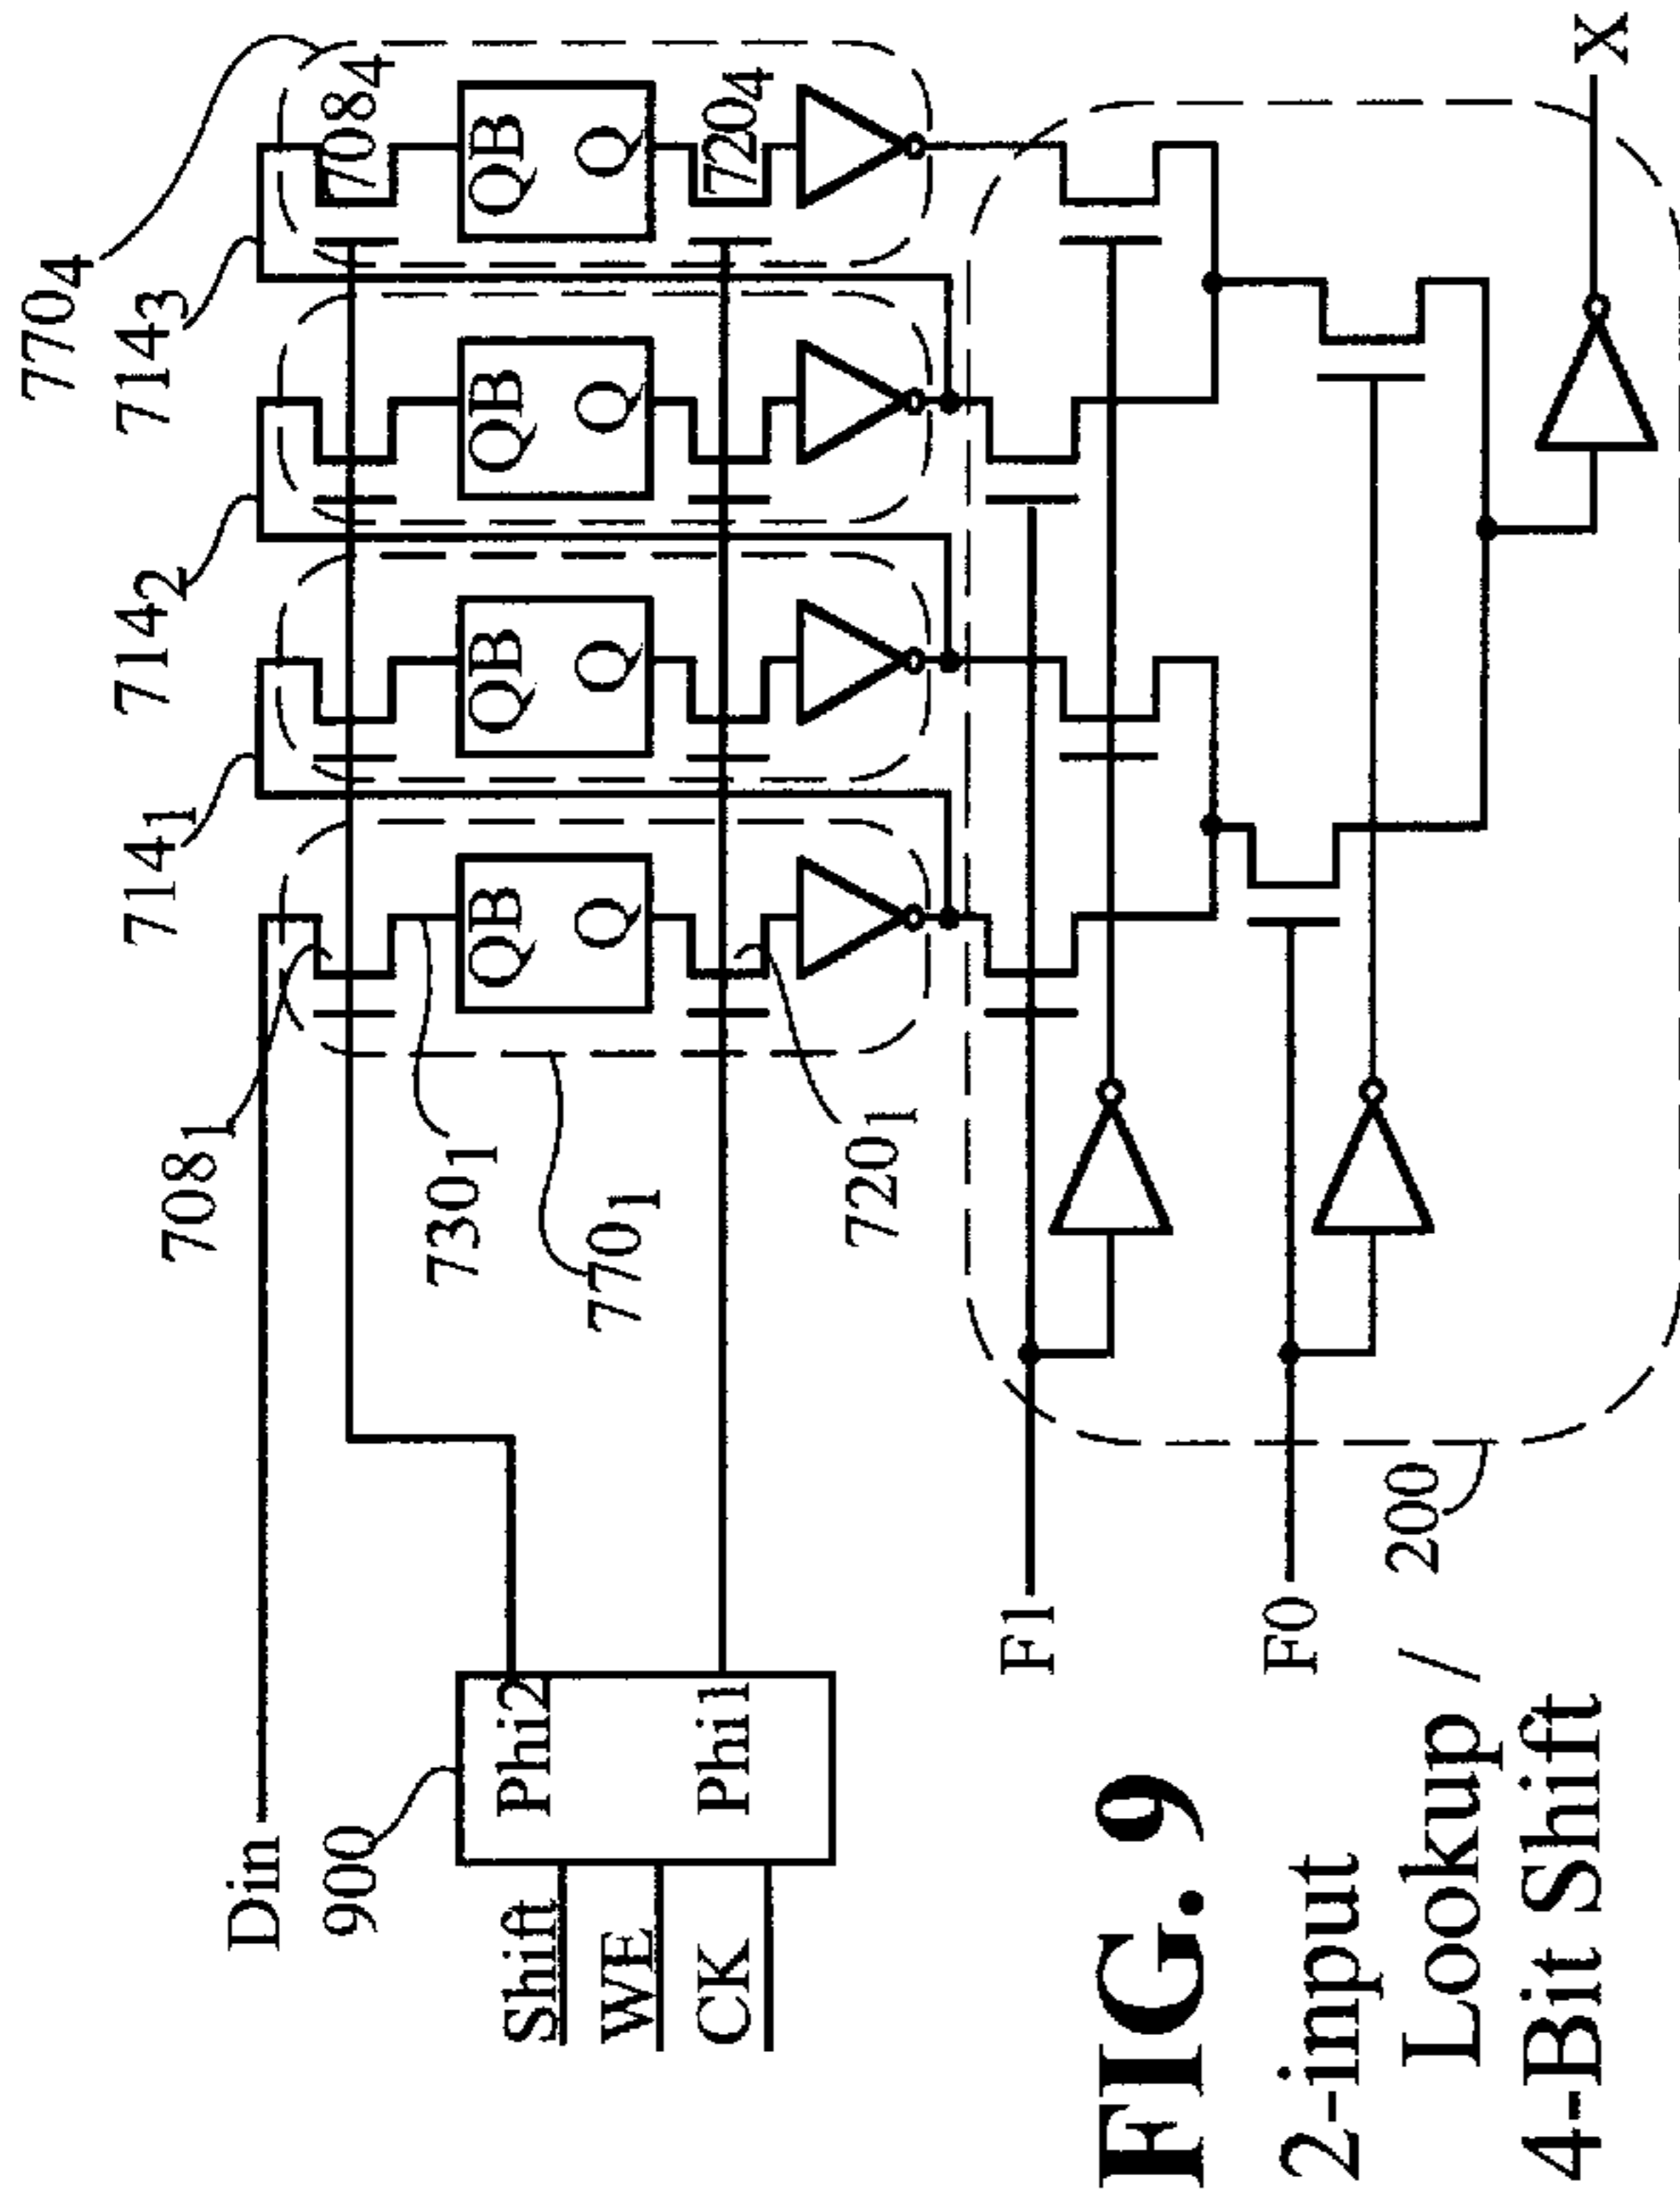 Din
900
Shift
WE
CK
Phi2
Phi1
708₁
730₁
770₁
720₁
714₁
714₂
714₃
770₄
708₄
720₄
QB
Q
QB
Q
QB
Q
QB
Q
F1
F0
200
X
FIG. 9
2-input
Lookup /
4-Bit Shift